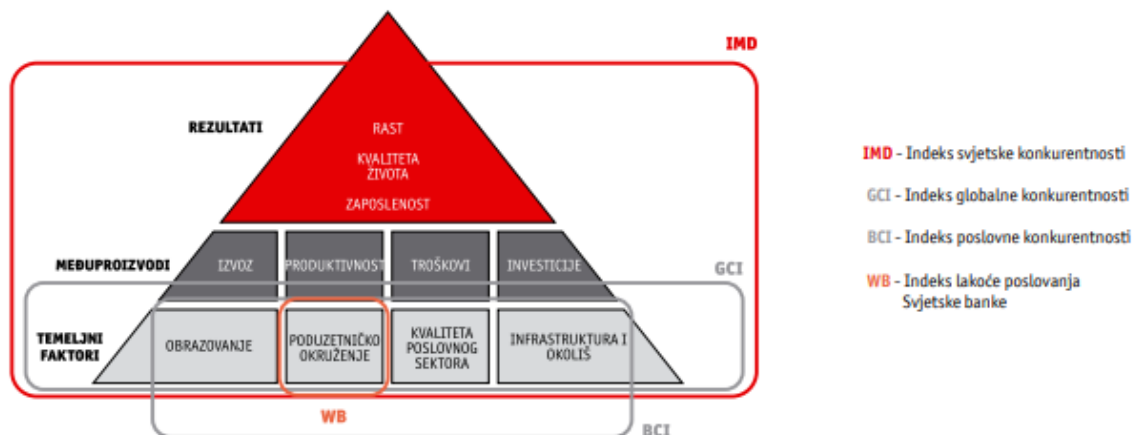 IMD
REZULTATI
RAST
KVALITETA
ŽIVOTA
ZAPOSLENOST
MEĐUPROIZVODI
IZVOZ
PRODUKTIVNOST
TROŠKOVI
INVESTICIJE
GCI
TEMELJNI
FAKTORI
OBRAZOVANJE
PODUZETNIČKO
OKRUŽENJE
KVALITETA
POSLOVNOG
SEKTORA
INFRASTRUKTURA I
OKOLIŠ
WB
BCI
IMD - Indeks svjetske konkurentnosti
GCI - Indeks globalne konkurentnosti
BCI - Indeks poslovne konkurentnosti
WB - Indeks lakoće poslovanja
Svjetske banke